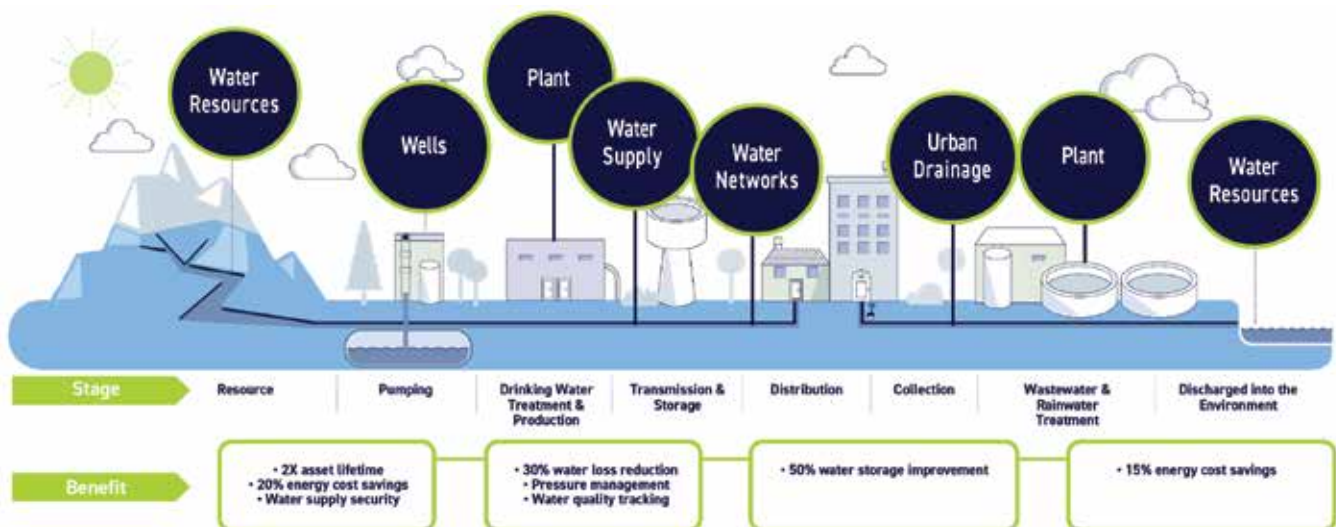 Water
Resources
Wells
Plant
Water
Supply
Water
Networks
Urban
Drainage
Plant
Water
Resources
Stage
Resource
Pumping
Drinking Water
Treatment &
Production
Transmission &
Storage
Distribution
Collection
Wastewater &
Rainwater
Treatment
Discharged into the
Environment
Benefit
• 2X asset lifetime
• 20% energy cost savings
• Water supply security
• 30% water loss reduction
• Pressure management
• Water quality tracking
• 50% water storage improvement
• 15% energy cost savings